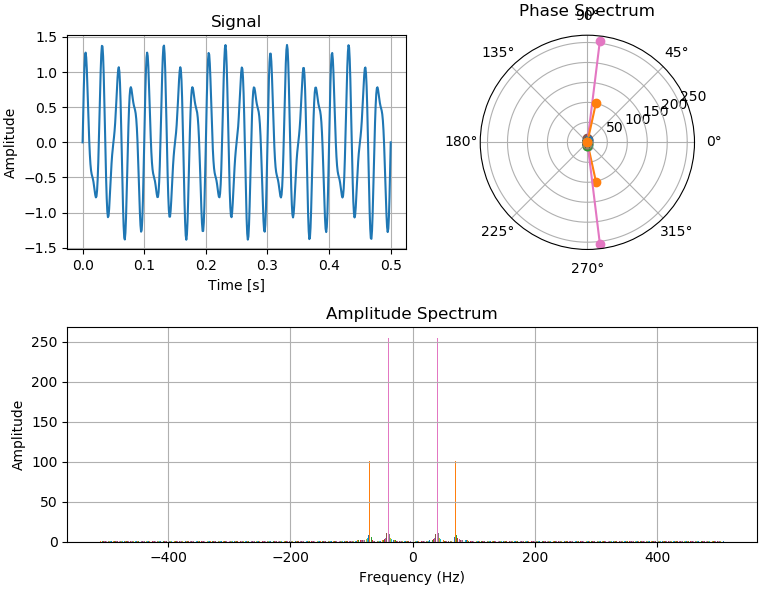 Signal
1.5
1.0
0.5
0.0
−0.5
−1.0
−1.5
Amplitude
0.0 0.1 0.2 0.3 0.4 0.5
Time [s]
Phase Spectrum
90°
135° 45°
180° 0°
225° 315°
270°
50 100 150 200 250
Amplitude Spectrum
250
200
150
100
50
0
Amplitude
−400 −200 0 200 400
Frequency (Hz)